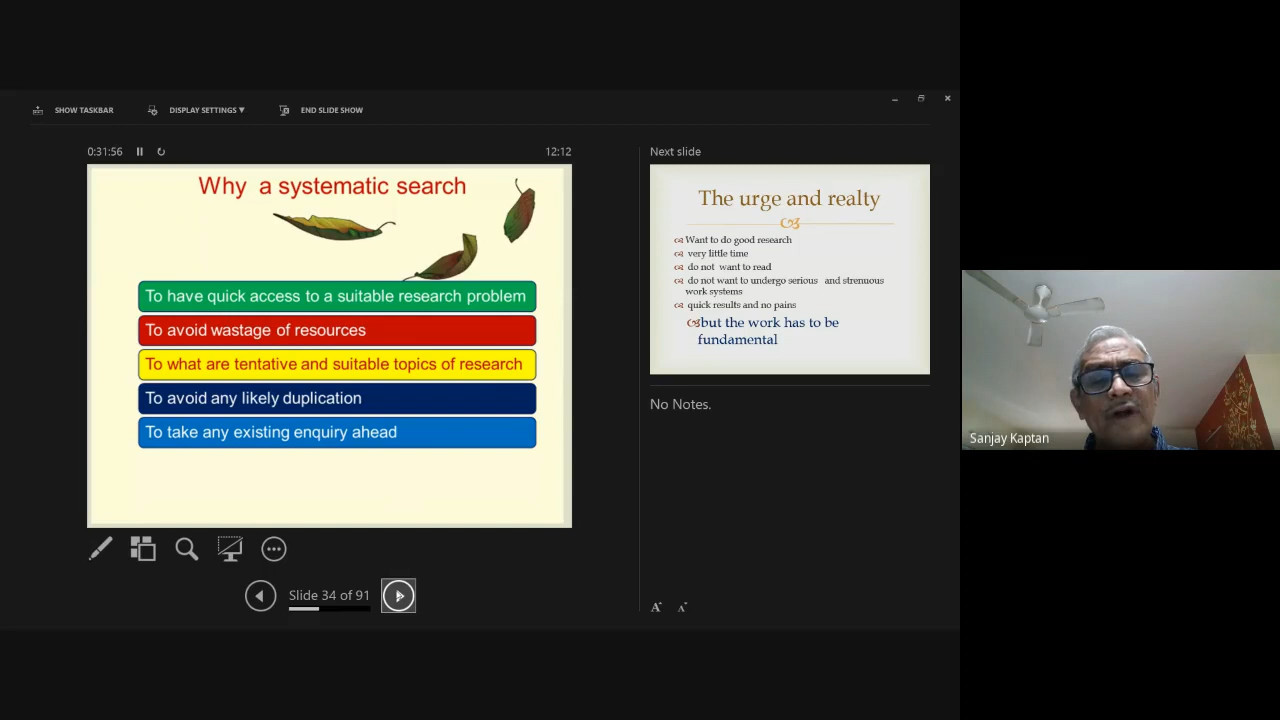 SHOW TASKBAR
DISPLAY SETTINGS ▼
END SLIDE SHOW
0:31:56
12:12
Why a systematic search
To have quick access to a suitable research problem
To avoid wastage of resources
To what are tentative and suitable topics of research
To avoid any likely duplication
To take any existing enquiry ahead
Slide 34 of 91
Next slide
The urge and realty
Want to do good research
very little time
do not want to read
do not want to undergo serious and strenuous
work systems
quick results and no pains
but the work has to be
fundamental
No Notes.
A A
Sanjay Kaptan